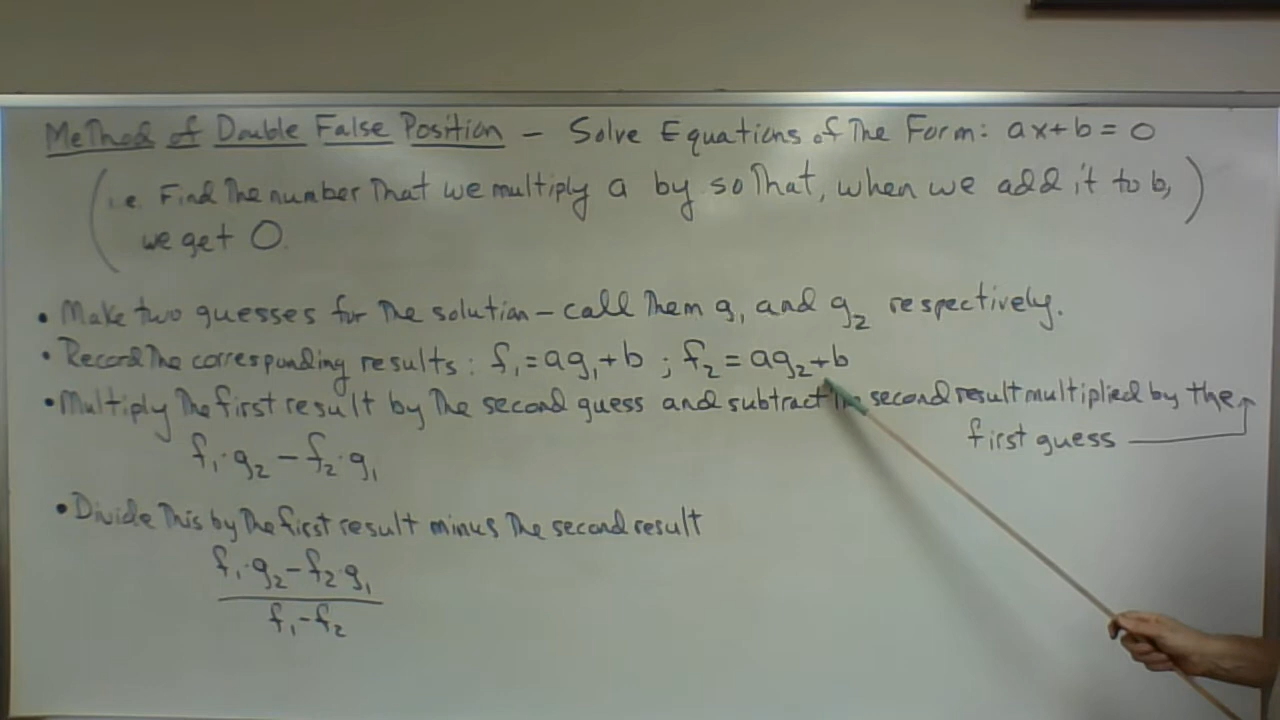 Method of Double False Position - Solve Equations of The Form: ax+b=0
(i.e. Find The number That we multiply a by so That, when we add it to b,)
we get 0.
• Make two guesses for The solution - call Them g₁ and g₂ respectively.
• Record The corresponding results: f₁=ag₁+b ; f₂=ag₂+b
• Multiply The first result by The second guess and subtract second result multiplied by the
first guess
f₁·g₂-f₂·g₁
• Divide This by The first result minus The second result
f₁·g₂-f₂·g₁
f₁-f₂